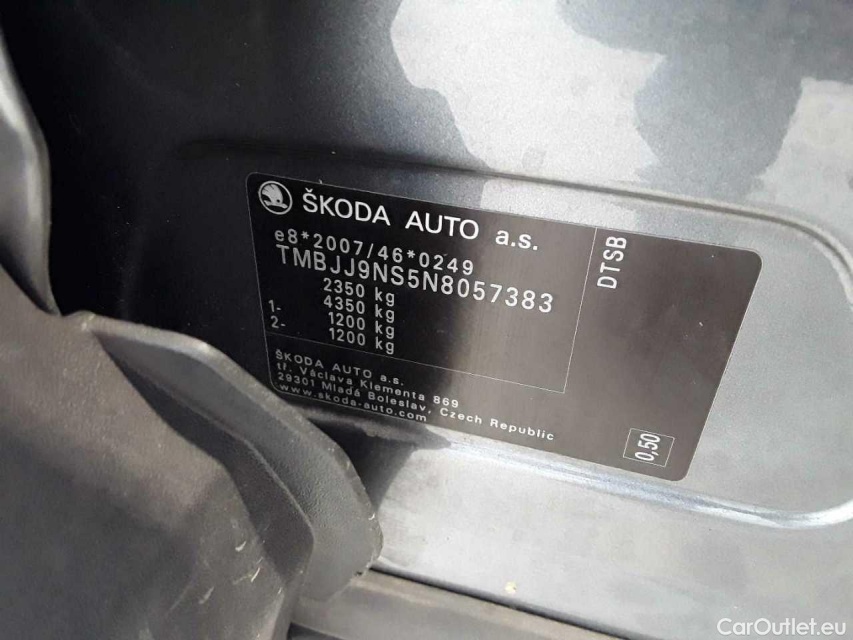 ŠKODA AUTO a.s.
e8*2007/46*0249
TMBJJ9NS5N8057383
2350 kg
1- 4350 kg
2- 1200 kg
1200 kg
ŠKODA AUTO a.s.
tř. Václava Klementa 869
29301 Mladá Boleslav, Czech Republic
www.skoda-auto.com
DTSB
0,50
CarOutlet.eu